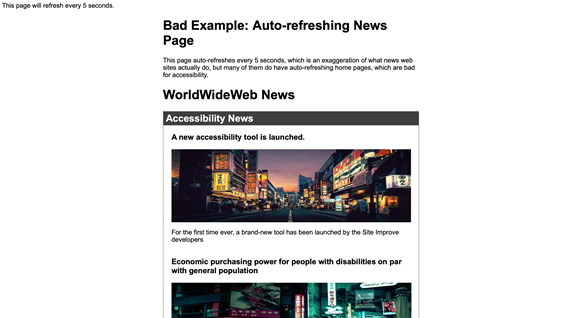 This page will refresh every 5 seconds.
Bad Example: Auto-refreshing News
Page
This page auto-refreshes every 5 seconds, which is an exaggeration of what news web
sites actually do, but many of them do have auto-refreshing home pages, which are bad
for accessibility.
WorldWideWeb News
Accessibility News
A new accessibility tool is launched.
For the first time ever, a brand-new tool has been launched by the Site Improve
developers
Economic purchasing power for people with disabilities on par
with general population